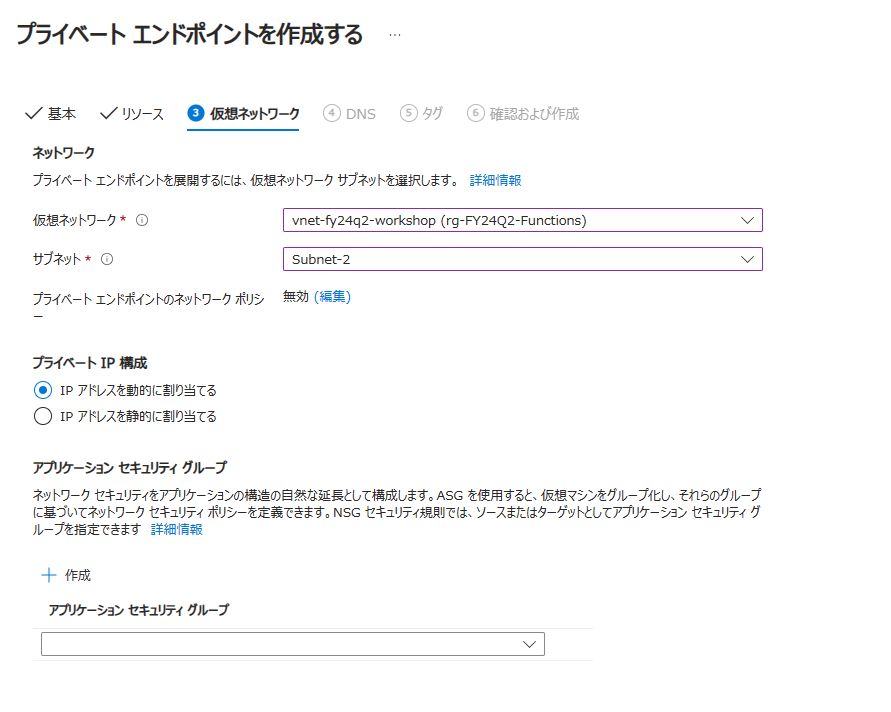 プライベート エンドポイントを作成する ...
基本 リソース 3 仮想ネットワーク 4 DNS 5 タグ 6 確認および作成
ネットワーク
プライベート エンドポイントを展開するには、仮想ネットワーク サブネットを選択します。 詳細情報
仮想ネットワーク * vnet-fy24q2-workshop (rg-FY24Q2-Functions)
サブネット * Subnet-2
プライベート エンドポイントのネットワーク ポリシ 無効 (編集)
ー
プライベート IP 構成
IP アドレスを動的に割り当てる
IP アドレスを静的に割り当てる
アプリケーション セキュリティ グループ
ネットワーク セキュリティをアプリケーションの構造の自然な延長として構成します。ASG を使用すると、仮想マシンをグループ化し、それらのグループ
に基づいてネットワーク セキュリティ ポリシーを定義できます。NSG セキュリティ規則では、ソースまたはターゲットとしてアプリケーション セキュリティ グ
ループを指定できます 詳細情報
作成
アプリケーション セキュリティ グループ